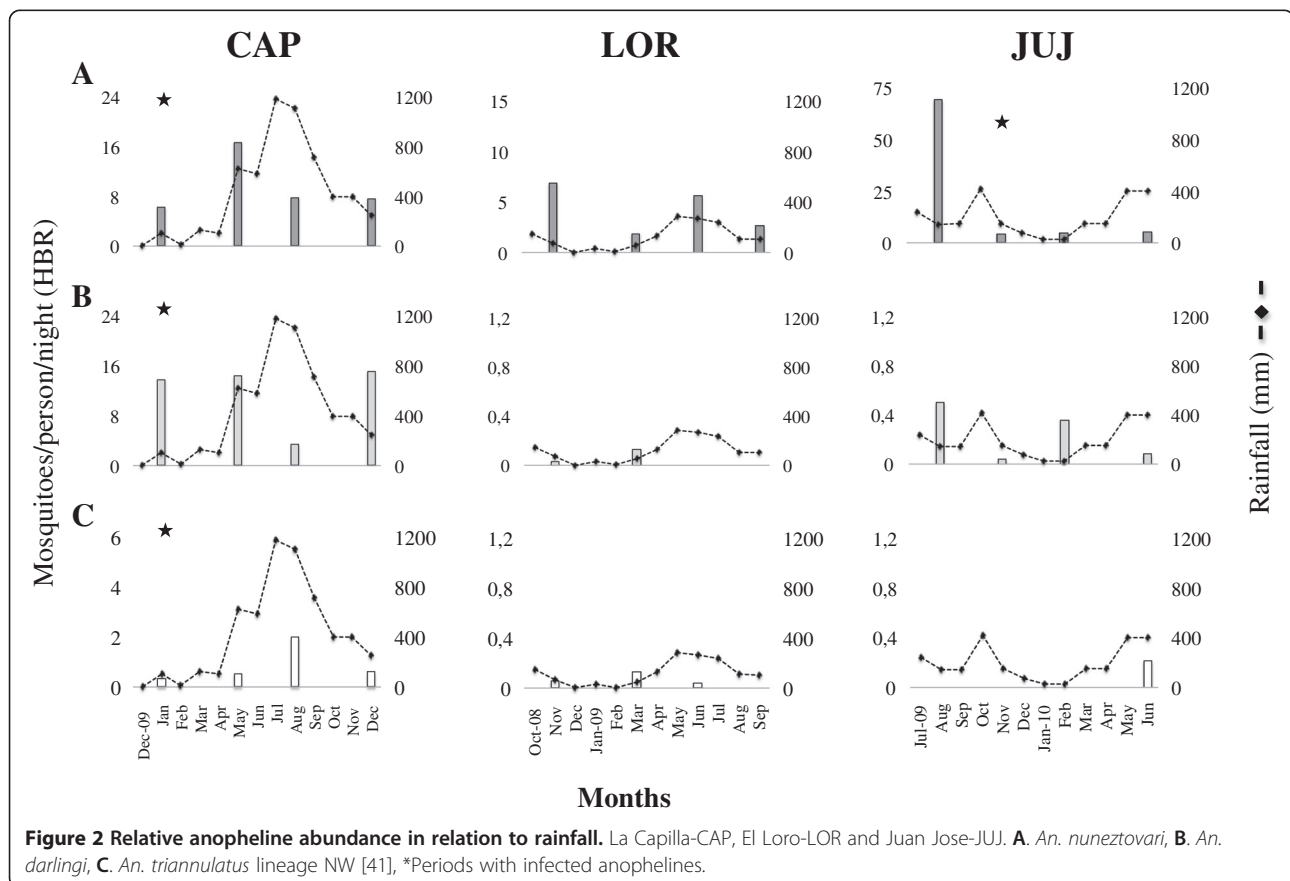 CAP LOR JUJ
A
24 1200 15 1200 75 1200
16 800 10 800 50 800
8 400 5 400 25 400
0 0 0 0 0 0
B
24 1200 1,2 1200 1,2 1200
16 800 0,8 800 0,8 800
8 400 0,4 400 0,4 400
0 0 0 0 0 0
C
6 1200 1,2 1200 1,2 1200
4 800 0,8 800 0,8 800
2 400 0,4 400 0,4 400
0 0 0 0 0 0
Mosquitoes/person/night (HBR)
Rainfall (mm)
Dec-09 Jan Feb Mar Apr May Jun Jul Aug Sep Oct Nov Dec
Oct-08 Nov Dec Jan-09 Feb Mar Apr May Jun Jul Aug Sep
Jul-09 Aug Sep Oct Nov Dec Jan-10 Feb Mar Apr May Jun
Months
Figure 2 Relative anopheline abundance in relation to rainfall. La Capilla-CAP, El Loro-LOR and Juan Jose-JUJ. A. An. nuneztovari, B. An.
darlingi, C. An. triannulatus lineage NW [41], *Periods with infected anophelines.